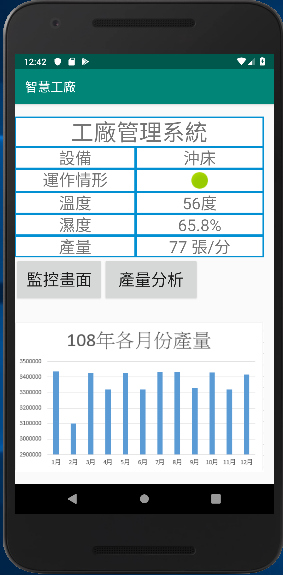 12:42
智慧工廠
工廠管理系統
設備 沖床
運作情形
溫度 56度
濕度 65.8%
產量 77 張/分
監控畫面 產量分析
108年各月份產量
3500000
3400000
3300000
3200000
3100000
3000000
2900000
1月 2月 3月 4月 5月 6月 7月 8月 9月 10月 11月 12月